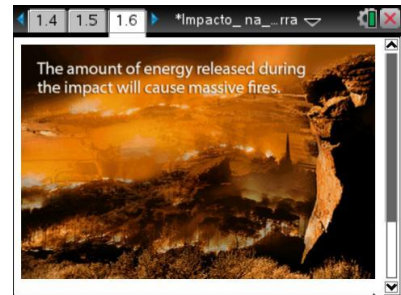 1.4 1.5 1.6 *Impacto_ na_…rra
The amount of energy released during
the impact will cause massive fires.